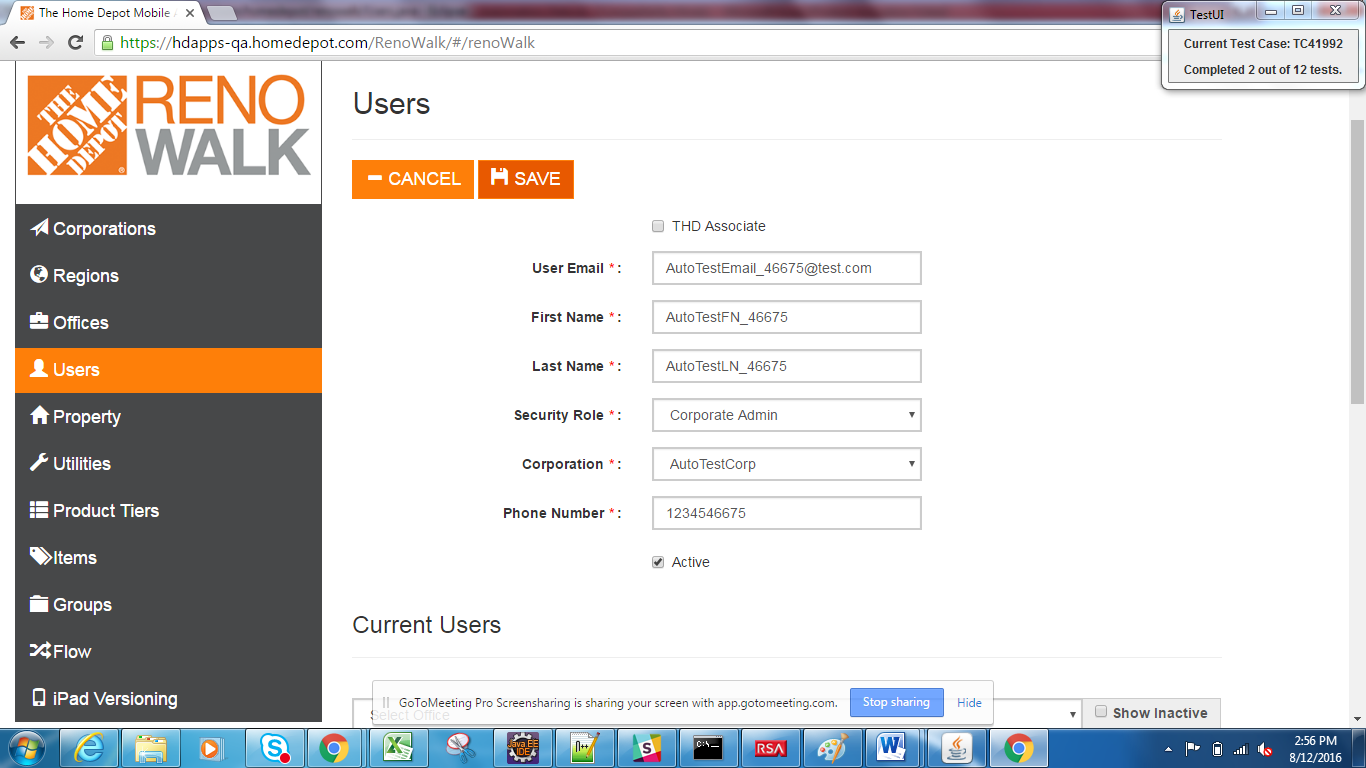 The Home Depot Mobile
https://hdapps-qa.homedepot.com/RenoWalk/#/renoWalk
TestUI
Current Test Case: TC41992
Completed 2 out of 12 tests.
THE HOME DEPOT
RENO
WALK
Corporations
Regions
Offices
Users
Property
Utilities
Product Tiers
Items
Groups
Flow
iPad Versioning
Users
CANCEL
SAVE
THD Associate
User Email * :
AutoTestEmail_46675@test.com
First Name * :
AutoTestFN_46675
Last Name * :
AutoTestLN_46675
Security Role * :
Corporate Admin
Corporation * :
AutoTestCorp
Phone Number * :
1234546675
Active
Current Users
GoToMeeting Pro Screensharing is sharing your screen with app.gotomeeting.com.
Stop sharing
Hide
Select Office
Show Inactive
Java EE
IDE
n++
C:\_
RSA
2:56 PM
8/12/2016